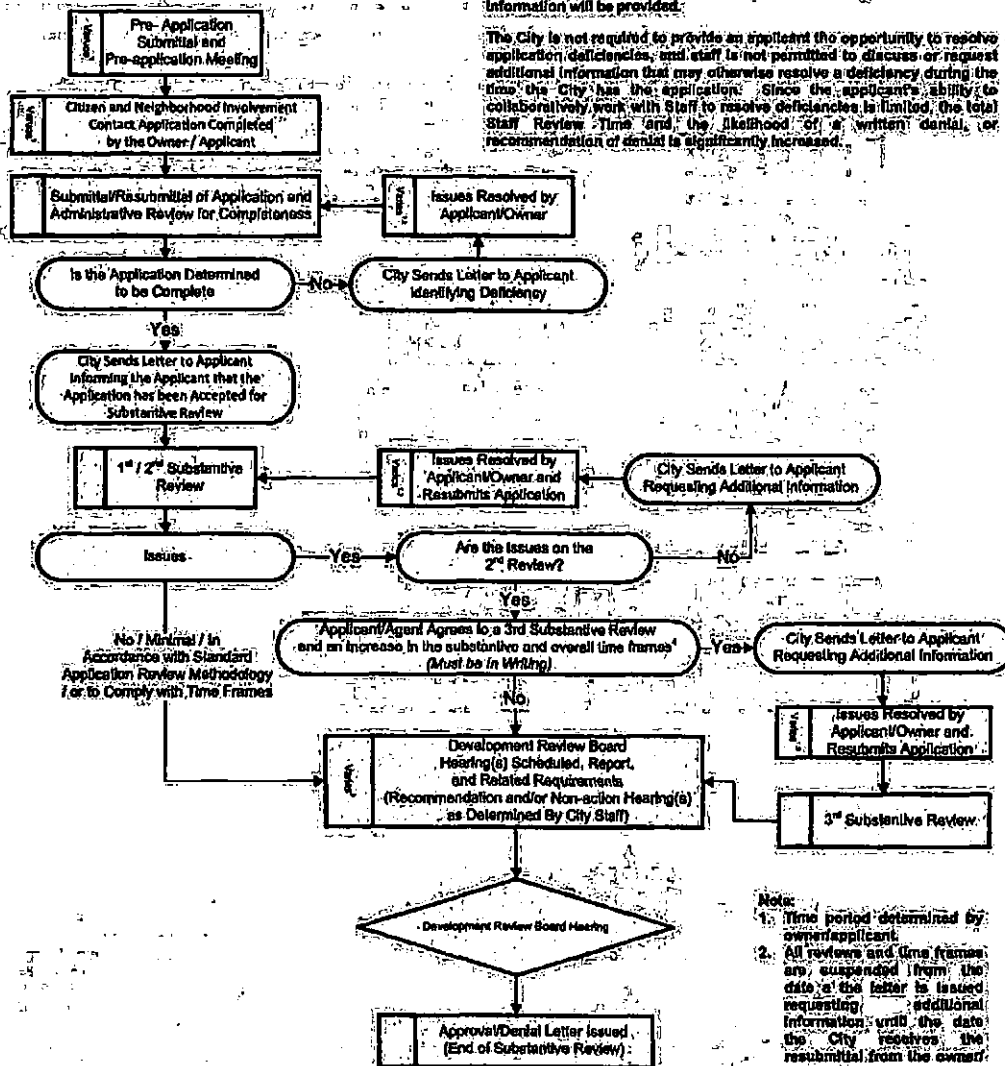 Information will be provided.
The City is not required to provide an applicant the opportunity to resolve
application deficiencies, and staff is not permitted to discuss or request
additional information that may otherwise resolve a deficiency during the
time the City has the application. Since the applicant's ability to
collaboratively work with Staff to resolve deficiencies is limited, the total
Staff Review Time and the likelihood of a written denial, or
recommendation of denial is significantly increased.
Pre-Application
Submittal and
Pre-application Meeting
Citizen and Neighborhood Involvement
Contact Application Completed
by the Owner / Applicant
Submittal/Resubmittal of Application and
Administrative Review for Completeness
Issues Resolved by
Applicant/Owner
Is the Application Determined
to be Complete
No
City Sends Letter to Applicant
Identifying Deficiency
Yes
City Sends Letter to Applicant
Informing the Applicant that the
Application has been Accepted for
Substantive Review
1st / 2nd Substantive
Review
Issues Resolved by
Applicant/Owner and
Resubmits Application
City Sends Letter to Applicant
Requesting Additional Information
Issues
Yes
Are the Issues on the
2nd Review?
No
Yes
No / Minimal / In
Accordance with Standard
Application Review Methodology
/ or to Comply with Time Frames
Applicant/Agent Agrees to a 3rd Substantive Review
and an increase in the substantive and overall time frames4
(Must be in Writing)
Yes
City Sends Letter to Applicant
Requesting Additional Information
No
Issues Resolved by
Applicant/Owner and
Resubmits Application
Development Review Board
Hearing(s) Scheduled, Report,
and Related Requirements
(Recommendation and/or Non-action Hearing(s)
as Determined By City Staff)
3rd Substantive Review
Development Review Board Hearing
Approval/Denial Letter Issued
(End of Substantive Review)
Note:
1. Time period determined by
owner/applicant.
2. All reviews and time frames
are suspended from the
date a the letter is issued
requesting additional
information until the date
the City receives the
resubmittal from the owner/